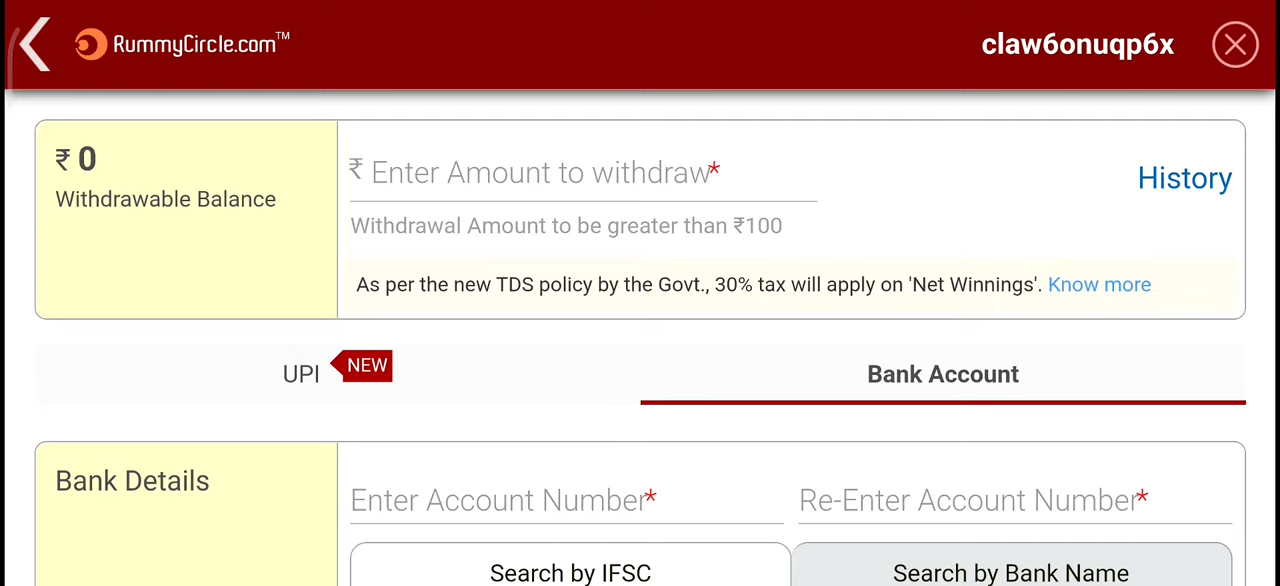 RummyCircle.com™
claw6onuqp6x
₹ 0
Withdrawable Balance
₹ Enter Amount to withdraw*
History
Withdrawal Amount to be greater than ₹100
As per the new TDS policy by the Govt., 30% tax will apply on 'Net Winnings'. Know more
UPI NEW
Bank Account
Bank Details
Enter Account Number*
Re-Enter Account Number*
Search by IFSC
Search by Bank Name